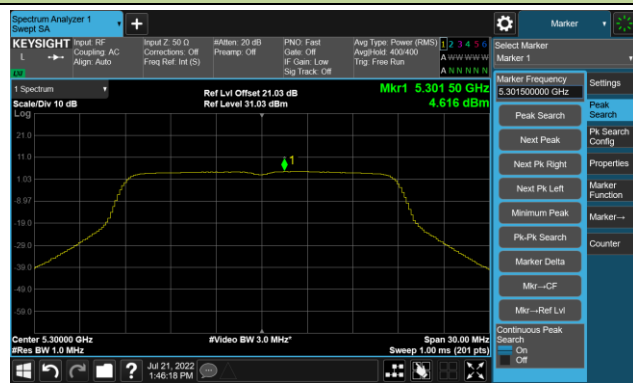 Spectrum Analyzer 1
Swept SA
+
Marker
KEYSIGHT
L
Input: RF
Coupling: AC
Align: Auto
Input Z: 50 Ω
Corrections: Off
Freq Ref: Int (S)
#Atten: 20 dB
Preamp: Off
PNO: Fast
Gate: Off
IF Gain: Low
Sig Track: Off
Avg Type: Power (RMS)
Avg|Hold: 400/400
Trig: Free Run
1 2 3 4 5 6
A W W W W W
A N N N N N
Select Marker
Marker 1
1 Spectrum
Scale/Div 10 dB
Log
Ref Lvl Offset 21.03 dB
Ref Level 31.03 dBm
Mkr1 5.301 50 GHz
4.616 dBm
1
21.0
11.0
1.03
-8.97
-19.0
-29.0
-39.0
-49.0
-59.0
Center 5.30000 GHz
#Res BW 1.0 MHz
#Video BW 3.0 MHz*
Span 30.00 MHz
Sweep 1.00 ms (201 pts)
Marker Frequency
5.301500000 GHz
Peak Search
Next Peak
Next Pk Right
Next Pk Left
Minimum Peak
Pk-Pk Search
Marker Delta
Mkr→CF
Mkr→Ref Lvl
Continuous Peak
Search
On
Off
Settings
Peak
Search
Pk Search
Config
Properties
Marker
Function
Marker→
Counter
?
Jul 21, 2022
1:46:18 PM